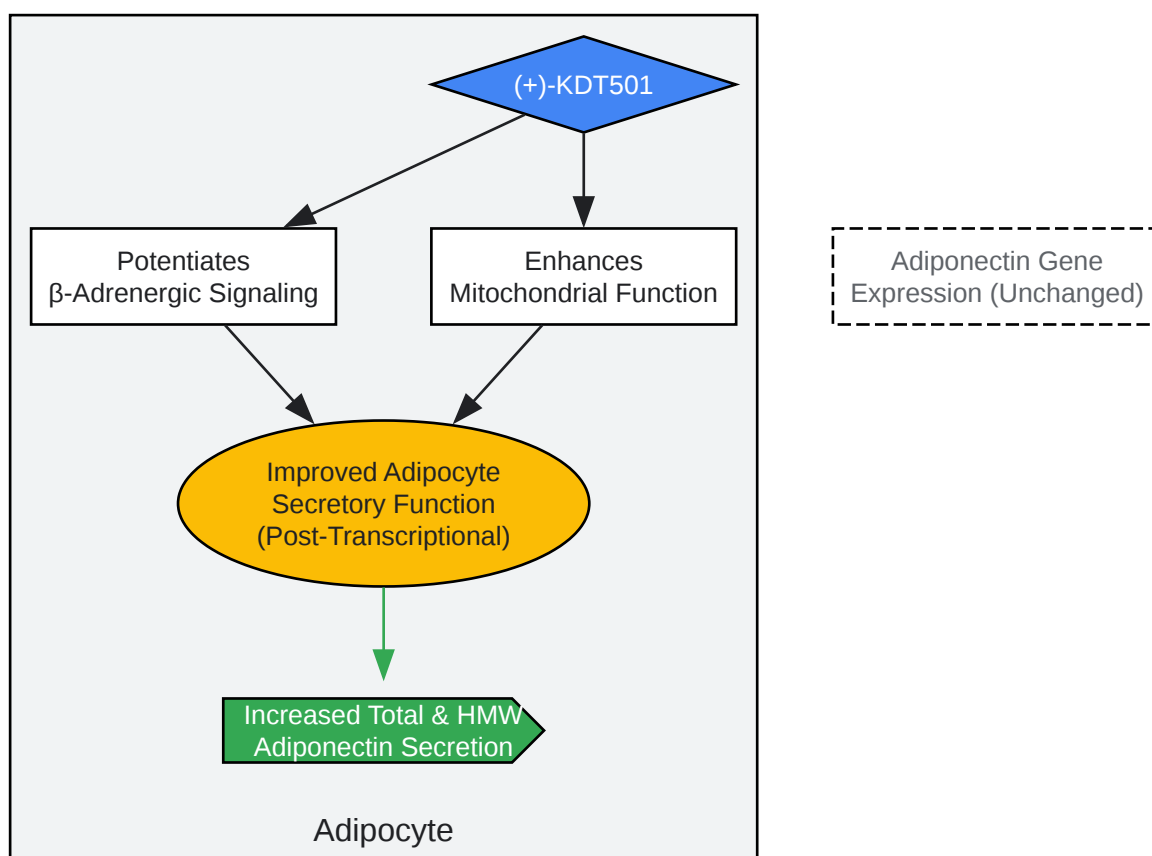 (+)-KDT501
Potentiates
β-Adrenergic Signaling
Enhances
Mitochondrial Function
Adiponectin Gene
Expression (Unchanged)
Improved Adipocyte
Secretory Function
(Post-Transcriptional)
Increased Total & HMW
Adiponectin Secretion
Adipocyte